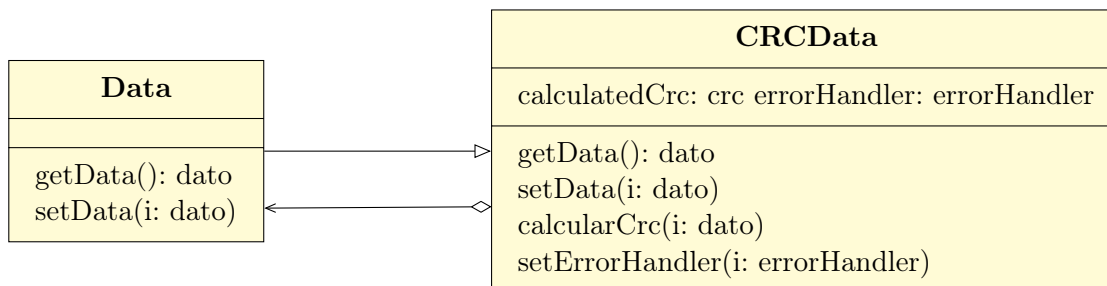 Data
getData(): dato
setData(i: dato)
CRCData
calculatedCrc: crc errorHandler: errorHandler
getData(): dato
setData(i: dato)
calcularCrc(i: dato)
setErrorHandler(i: errorHandler)